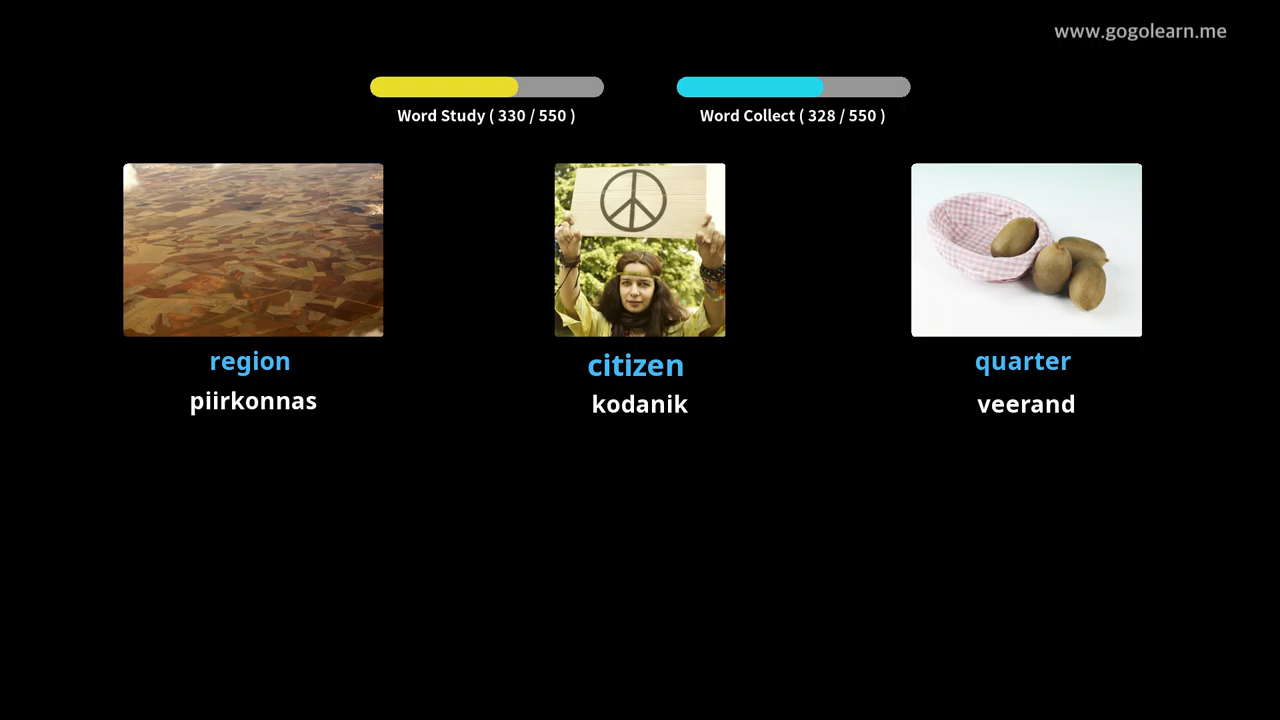 www.gogolearn.me
Word Study ( 330 / 550 )
Word Collect ( 328 / 550 )
region
piirkonnas
citizen
kodanik
quarter
veerand